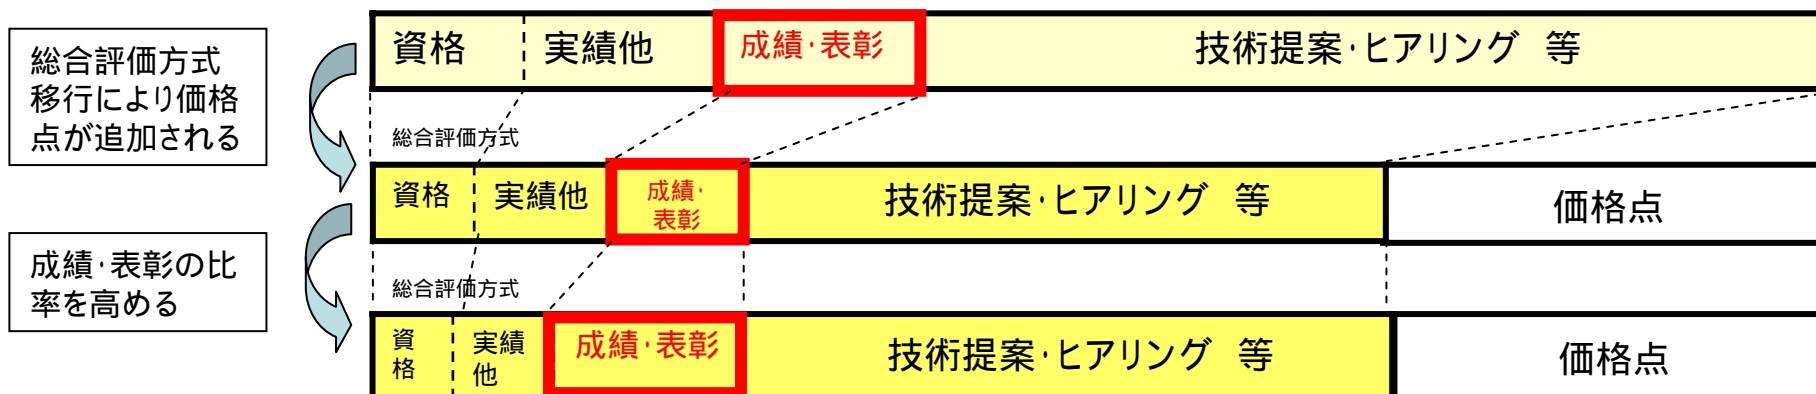 資格 実績他 成績・表彰 技術提案・ヒアリング 等
総合評価方式
移行により価格
点が追加される
総合評価方式
資格 実績他 成績・
表彰
技術提案・ヒアリング 等 価格点
成績・表彰の比
率を高める
総合評価方式
資
格
実績
他
成績・表彰 技術提案・ヒアリング 等 価格点